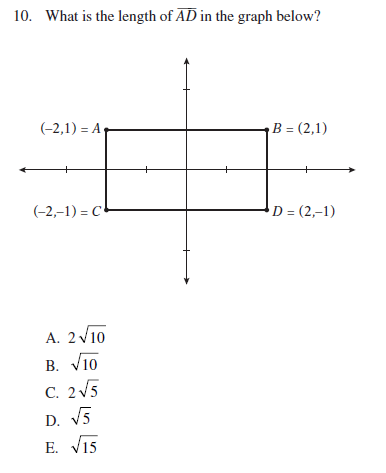 10. What is the length of A̅D̅ in the graph below?
(–2,1) = A
B = (2,1)
(–2,–1) = C
D = (2,–1)
A. 2√10
B. √10
C. 2√5
D. √5
E. √15